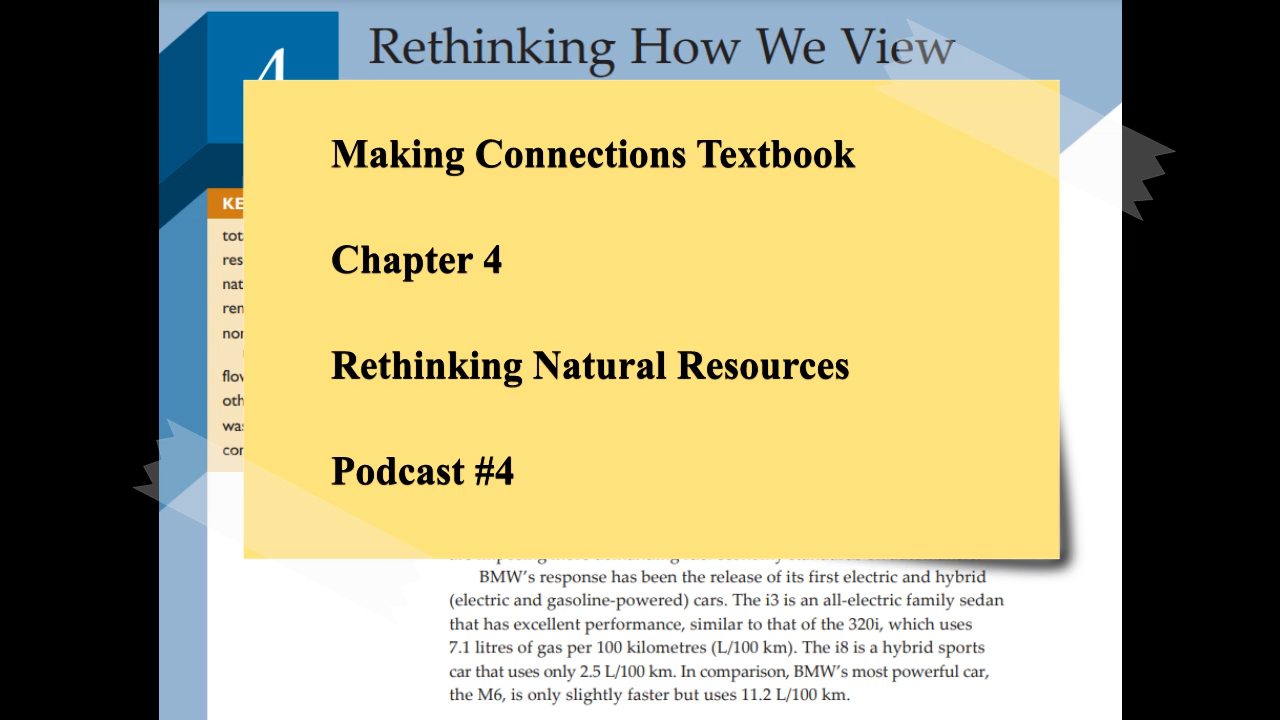 4
Rethinking How We View
Making Connections Textbook
Chapter 4
Rethinking Natural Resources
Podcast #4
BMW's response has been the release of its first electric and hybrid
(electric and gasoline-powered) cars. The i3 is an all-electric family sedan
that has excellent performance, similar to that of the 320i, which uses
7.1 litres of gas per 100 kilometres (L/100 km). The i8 is a hybrid sports
car that uses only 2.5 L/100 km. In comparison, BMW's most powerful car,
the M6, is only slightly faster but uses 11.2 L/100 km.